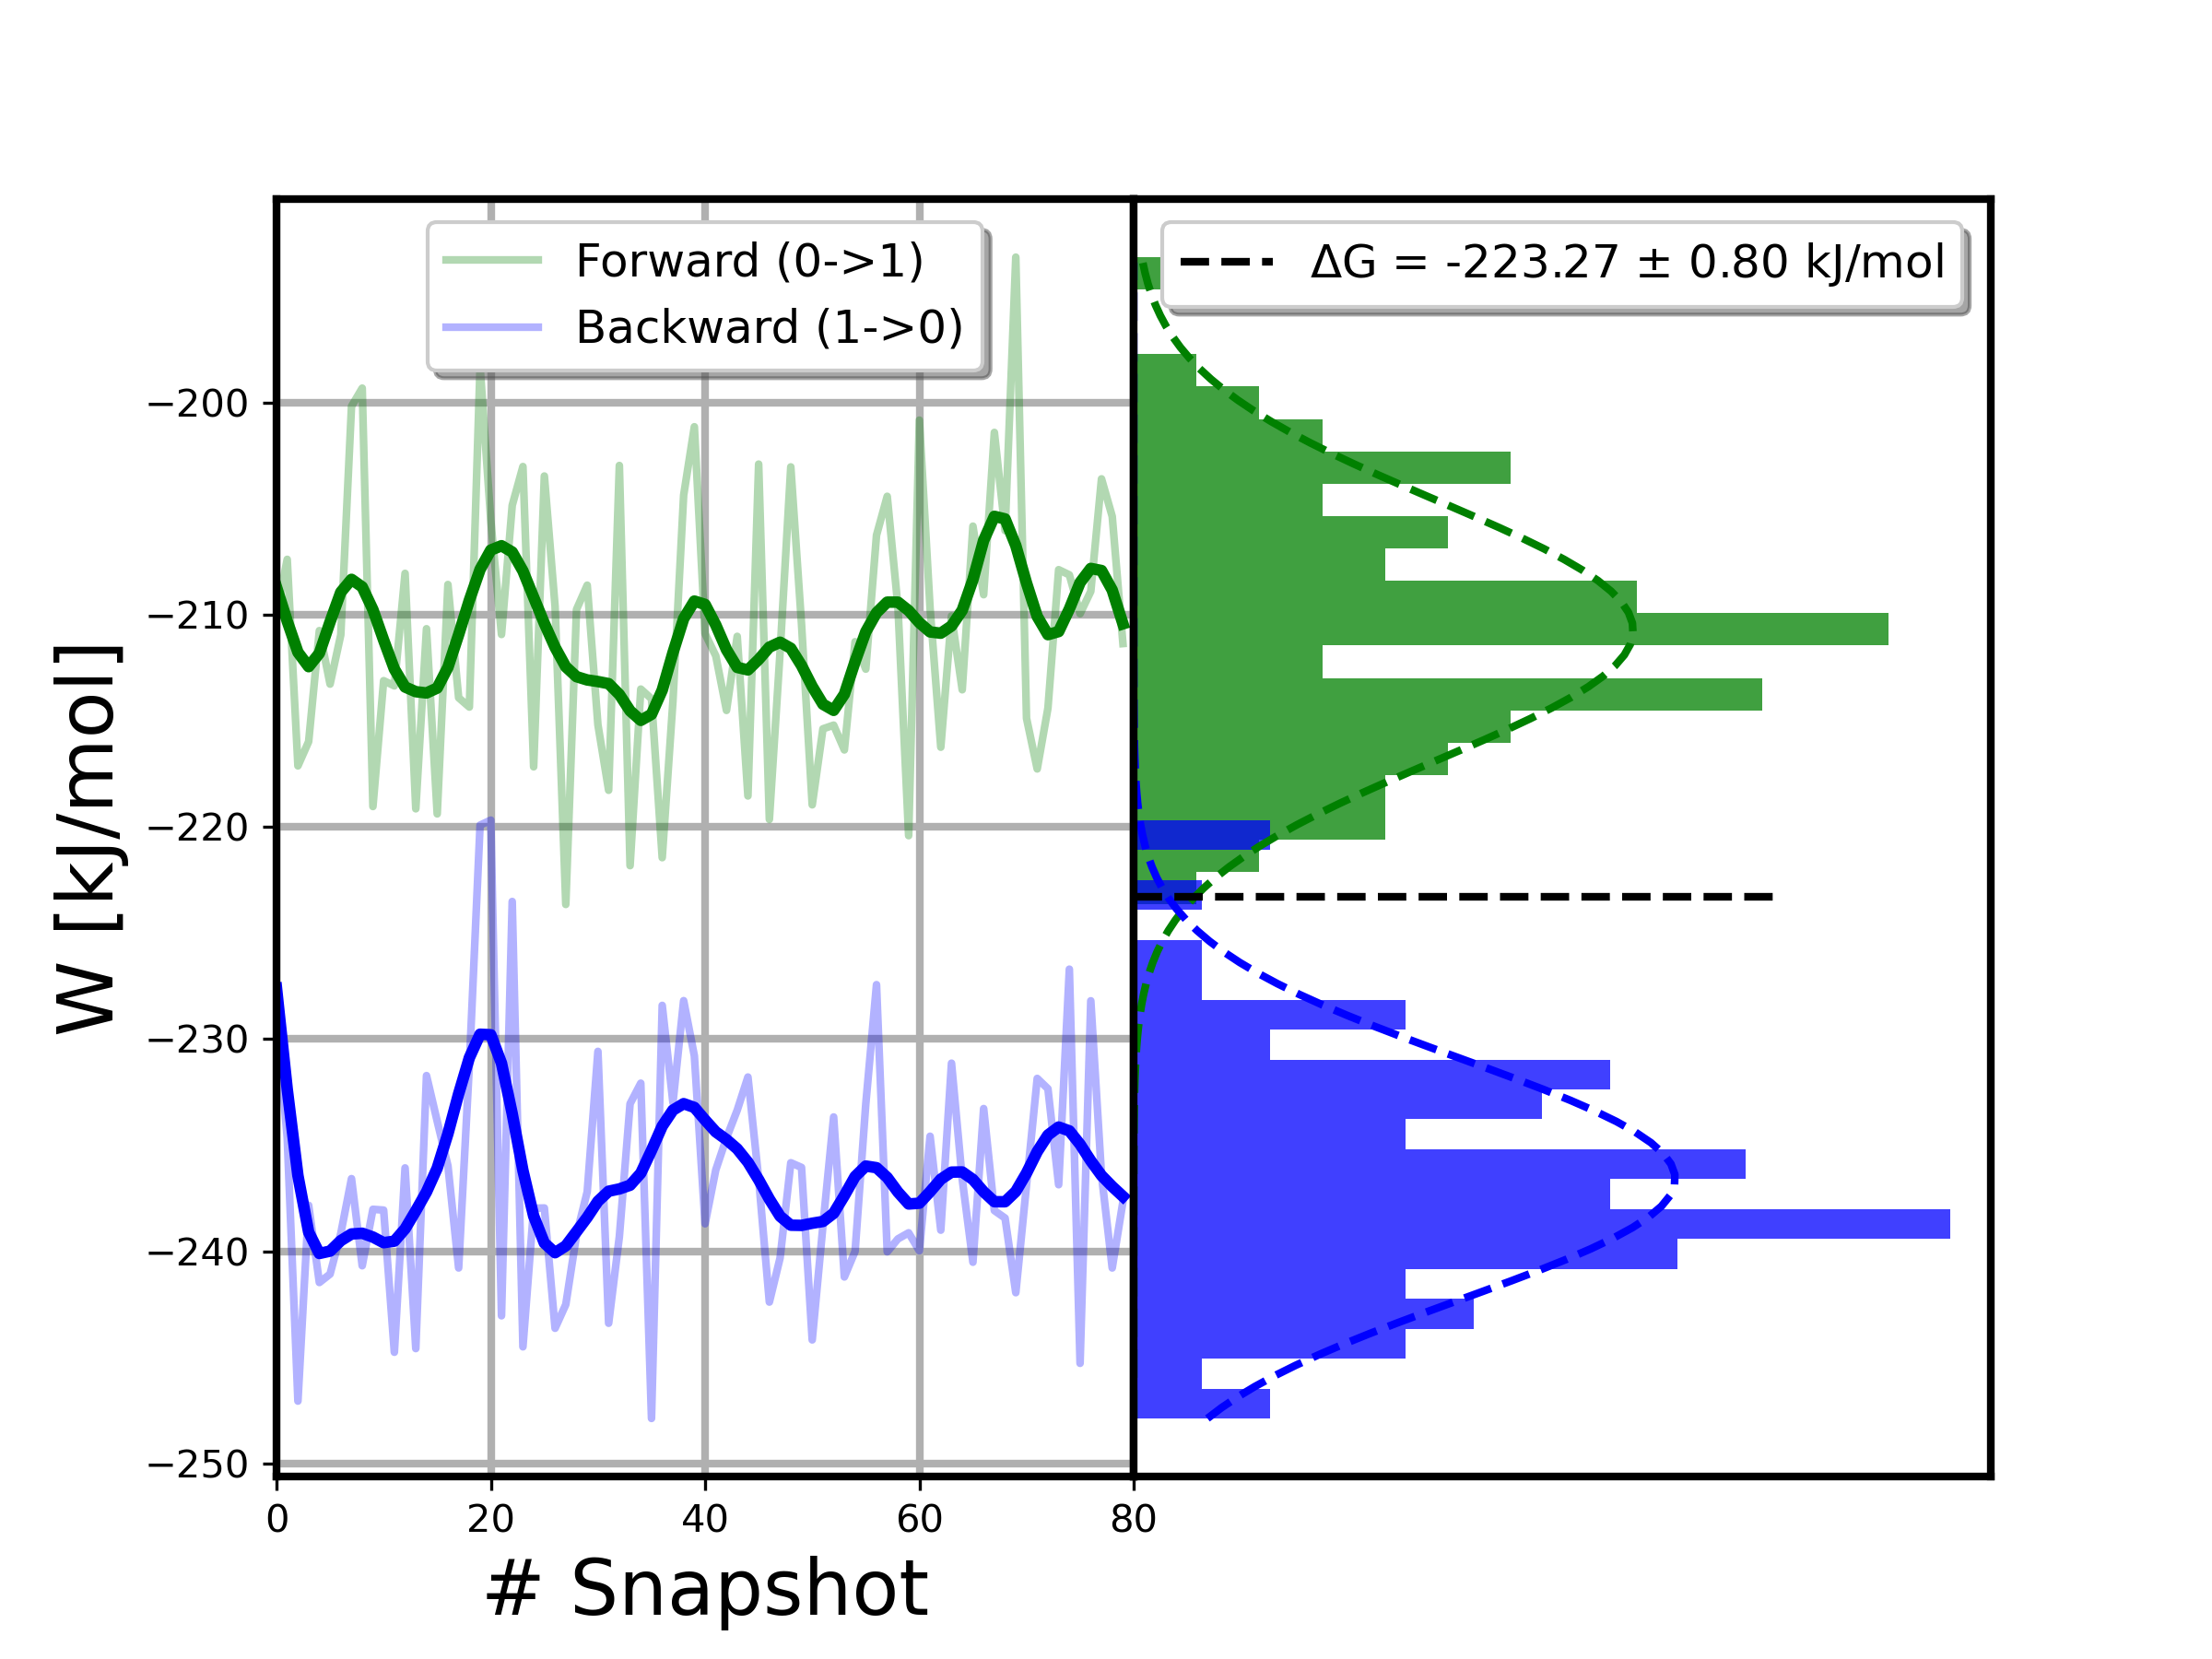 Forward (0->1)
Backward (1->0)
ΔG = -223.27 ± 0.80 kJ/mol
W [kJ/mol]
−200
−210
−220
−230
−240
−250
0 20 40 60 80
# Snapshot